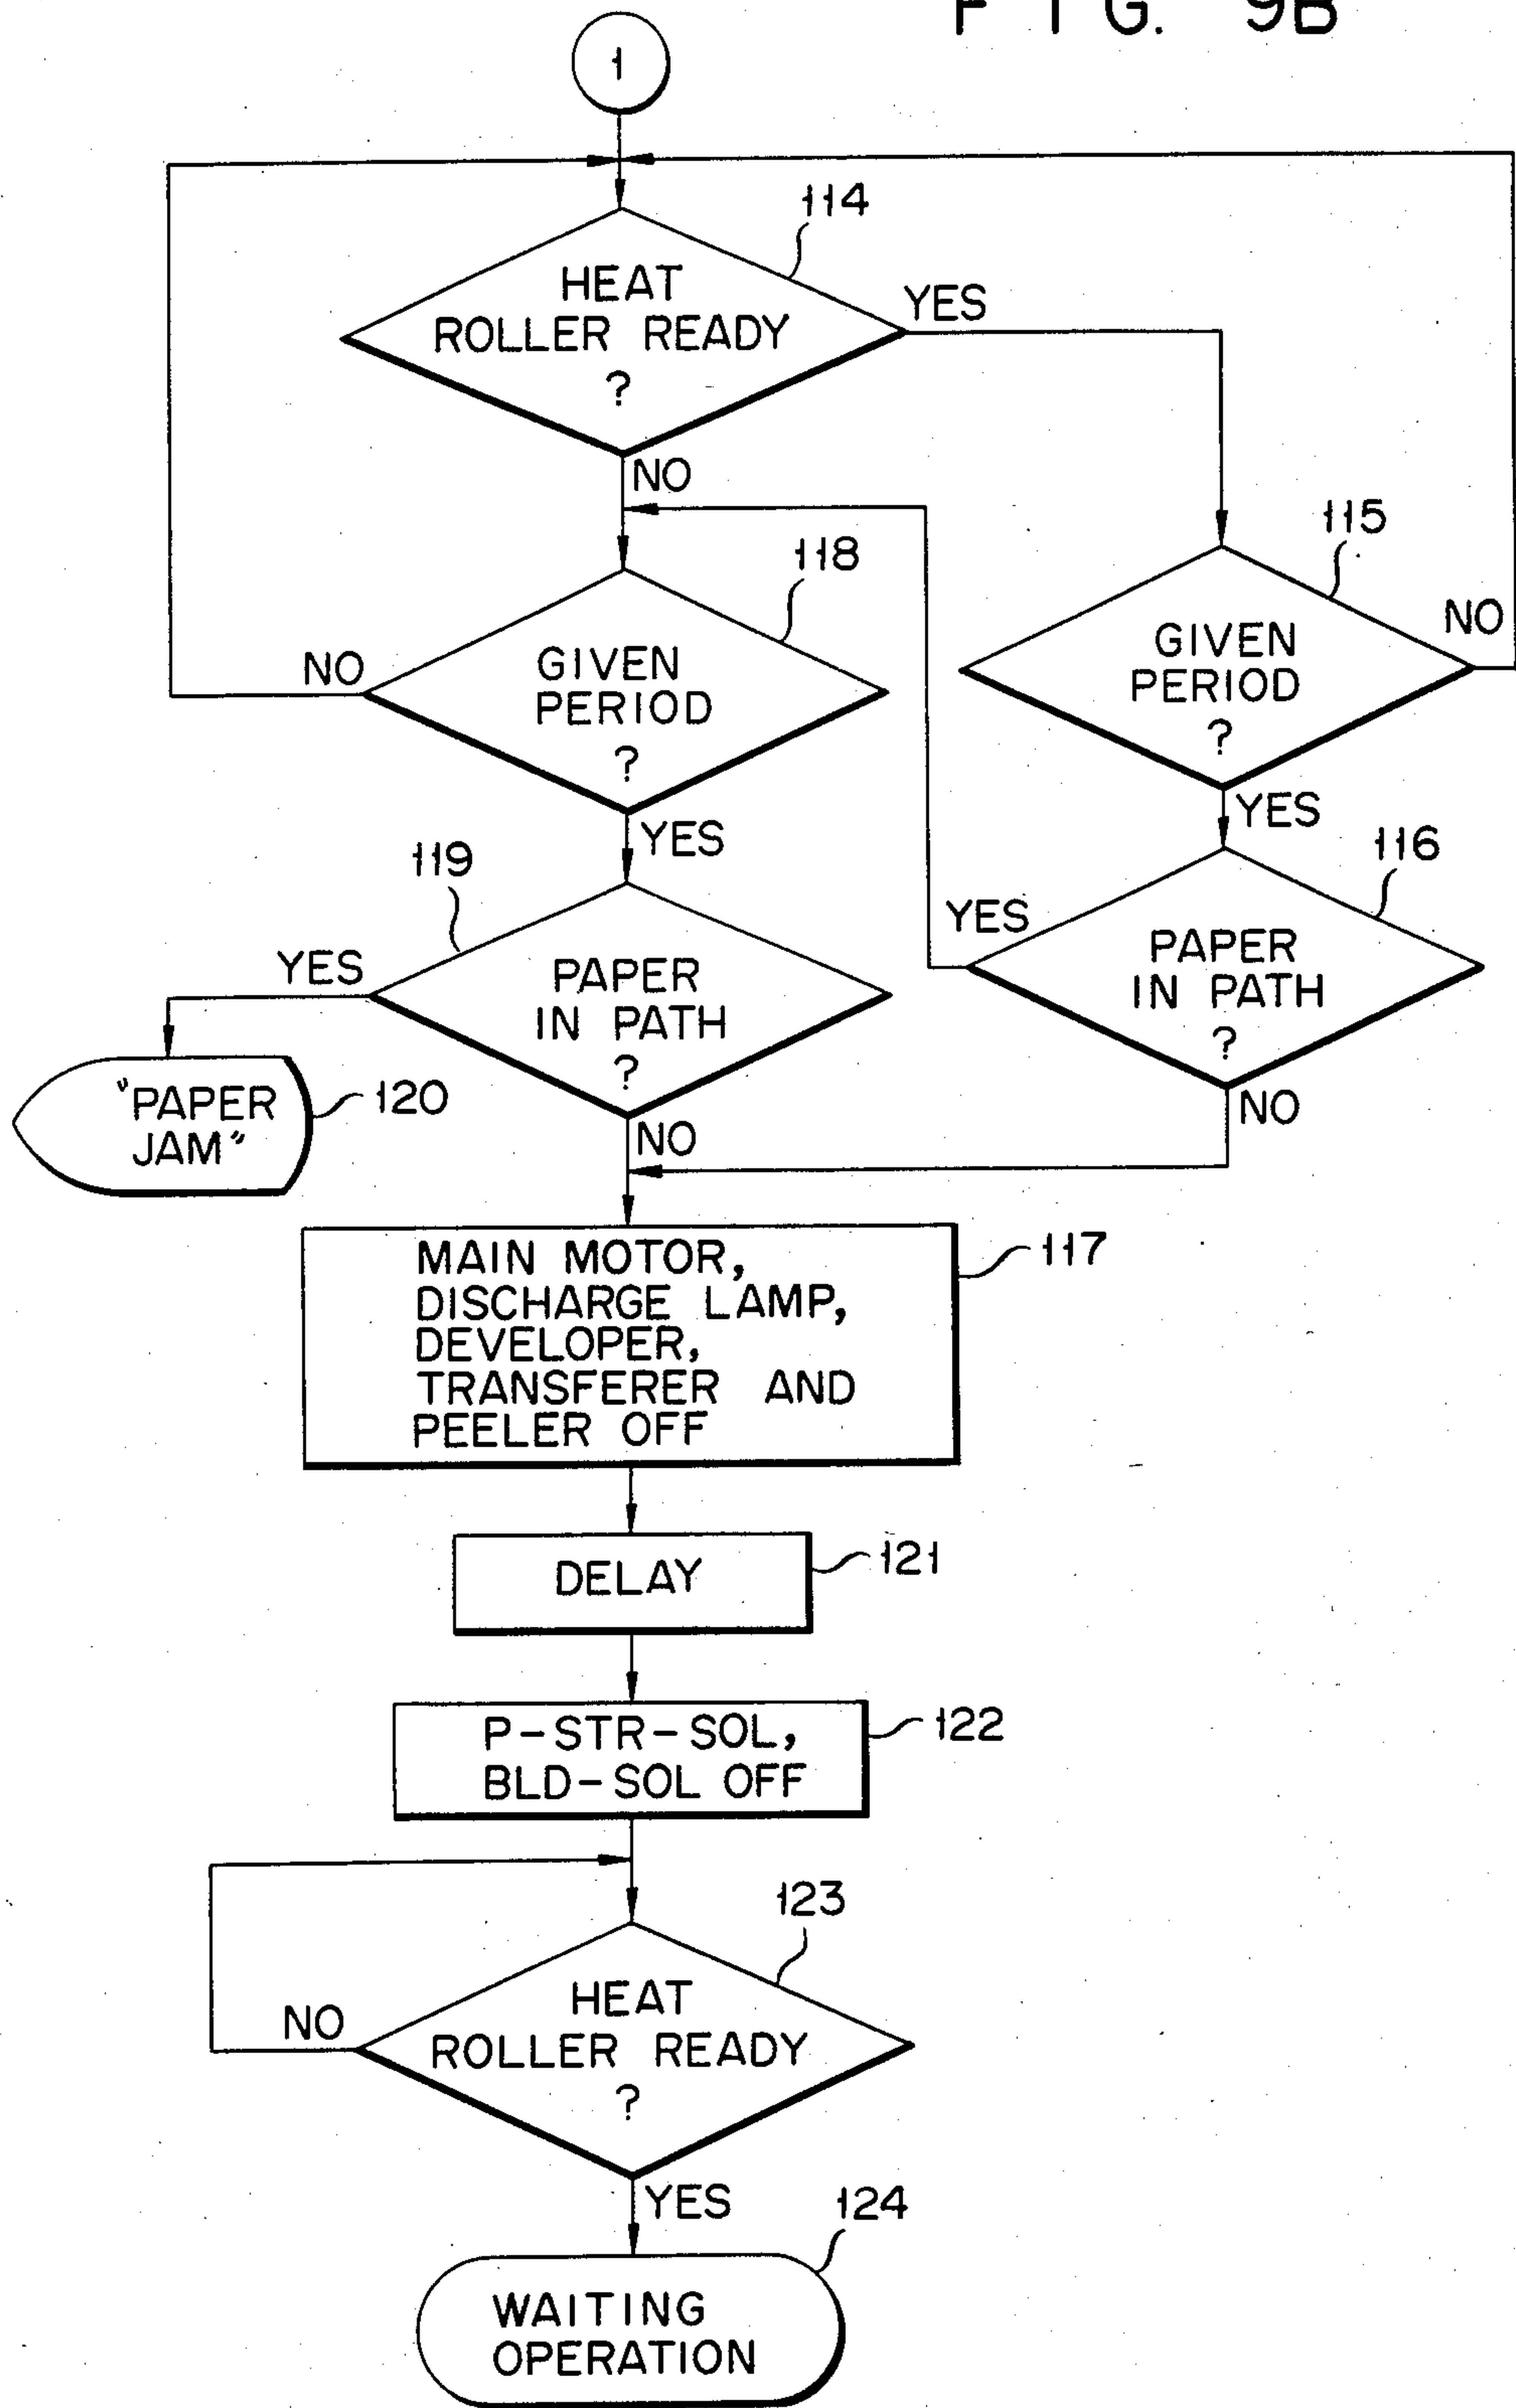 FIG. 9B
1
114
HEAT
ROLLER READY
?
YES
NO
115
GIVEN
PERIOD
?
NO
YES
118
GIVEN
PERIOD
?
NO
YES
116
PAPER
IN PATH
?
YES
NO
119
PAPER
IN PATH
?
YES
NO
"PAPER
JAM"
120
MAIN MOTOR,
DISCHARGE LAMP,
DEVELOPER,
TRANSFERER AND
PEELER OFF
117
DELAY
121
P-STR-SOL,
BLD-SOL OFF
122
123
HEAT
ROLLER READY
?
NO
YES
124
WAITING
OPERATION